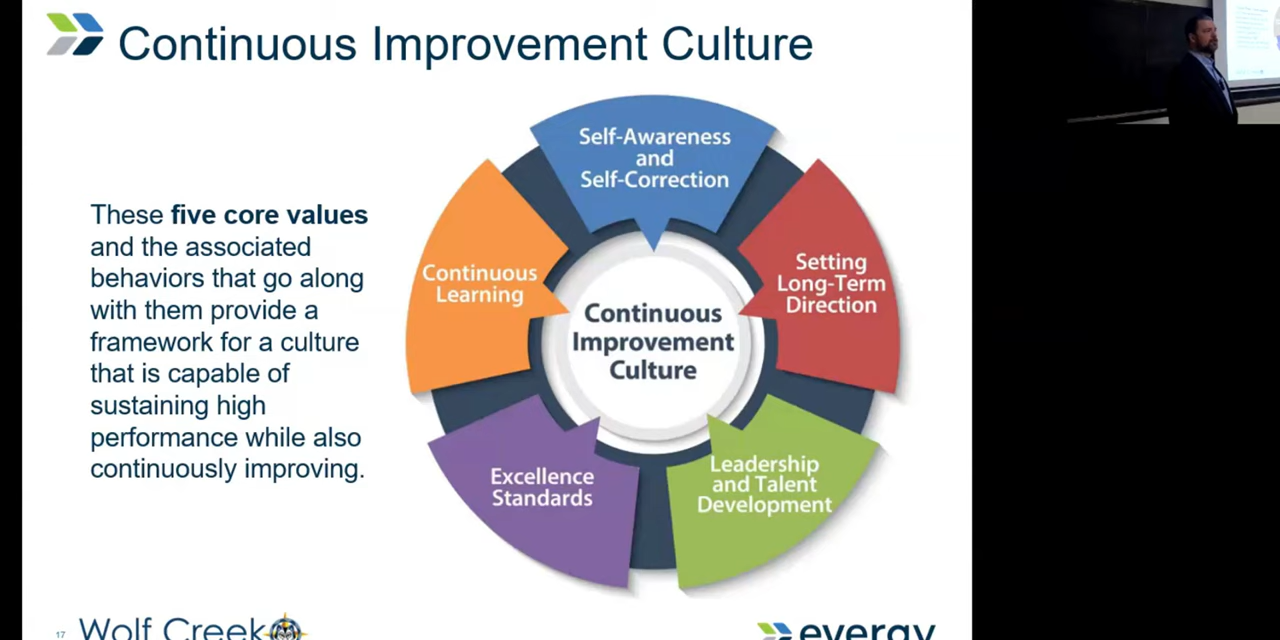 Continuous Improvement Culture
These five core values
and the associated
behaviors that go along
with them provide a
framework for a culture
that is capable of
sustaining high
performance while also
continuously improving.
Self-Awareness
and
Self-Correction
Setting
Long-Term
Direction
Leadership
and Talent
Development
Excellence
Standards
Continuous
Learning
Continuous
Improvement
Culture
17
Wolf Creek
evergy